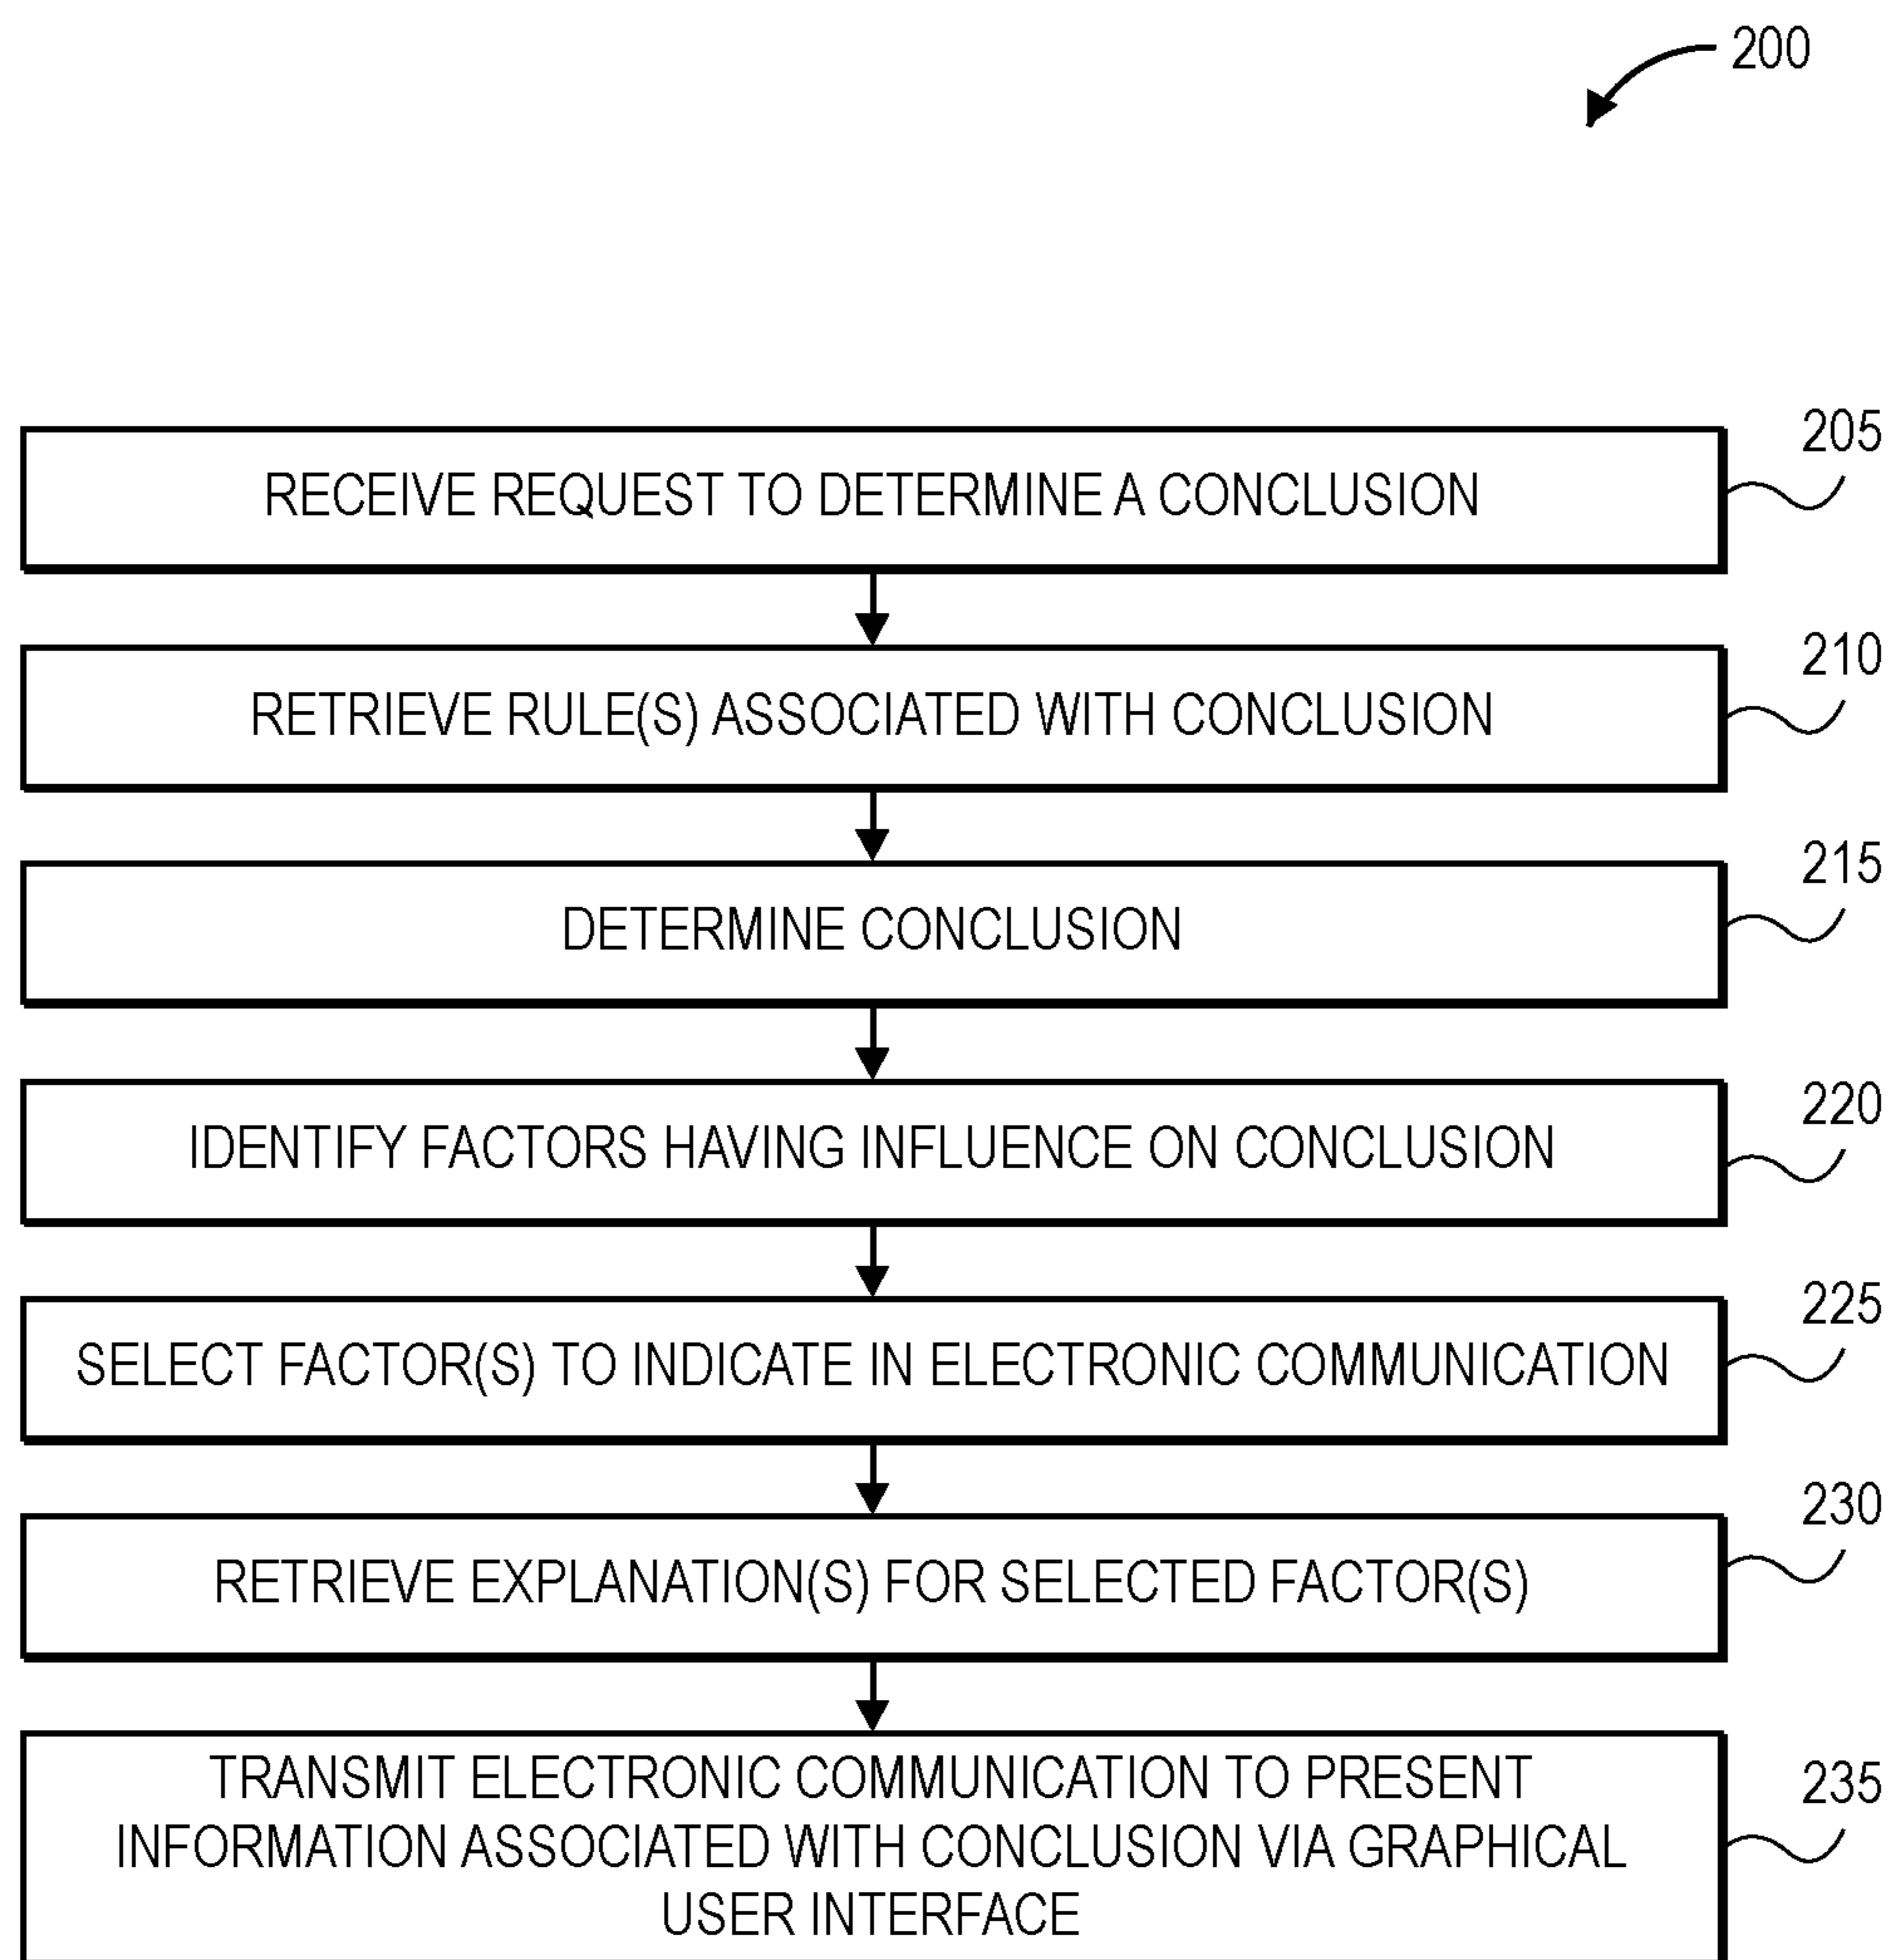 200
205
RECEIVE REQUEST TO DETERMINE A CONCLUSION
210
RETRIEVE RULE(S) ASSOCIATED WITH CONCLUSION
215
DETERMINE CONCLUSION
220
IDENTIFY FACTORS HAVING INFLUENCE ON CONCLUSION
225
SELECT FACTOR(S) TO INDICATE IN ELECTRONIC COMMUNICATION
230
RETRIEVE EXPLANATION(S) FOR SELECTED FACTOR(S)
235
TRANSMIT ELECTRONIC COMMUNICATION TO PRESENT
INFORMATION ASSOCIATED WITH CONCLUSION VIA GRAPHICAL
USER INTERFACE